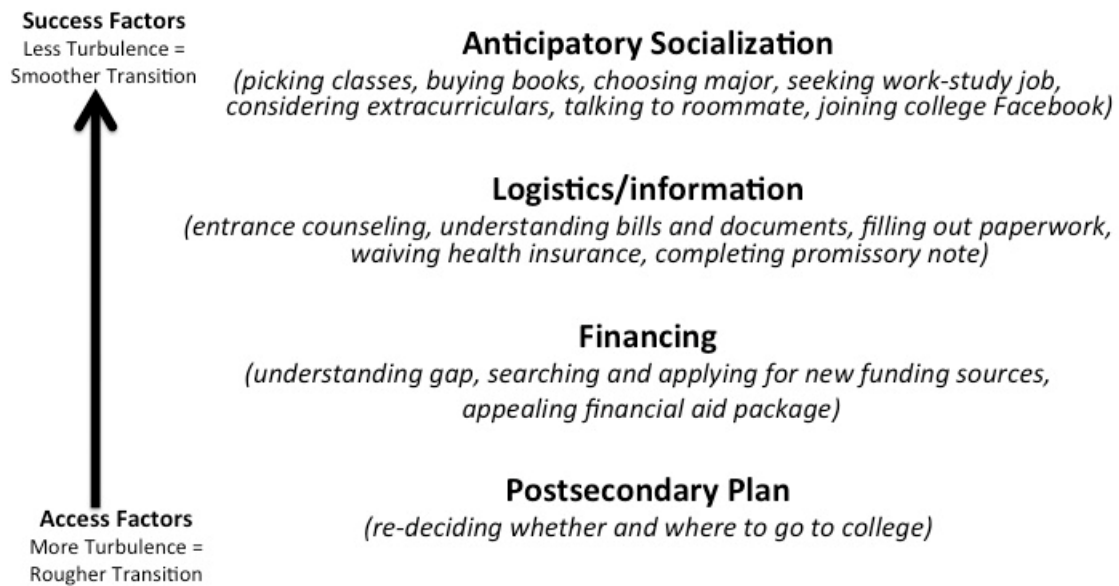 Success Factors
Less Turbulence =
Smoother Transition
Anticipatory Socialization
(picking classes, buying books, choosing major, seeking work-study job,
considering extracurriculars, talking to roommate, joining college Facebook)
Logistics/information
(entrance counseling, understanding bills and documents, filling out paperwork,
waiving health insurance, completing promissory note)
Financing
(understanding gap, searching and applying for new funding sources,
appealing financial aid package)
Postsecondary Plan
(re-deciding whether and where to go to college)
Access Factors
More Turbulence =
Rougher Transition